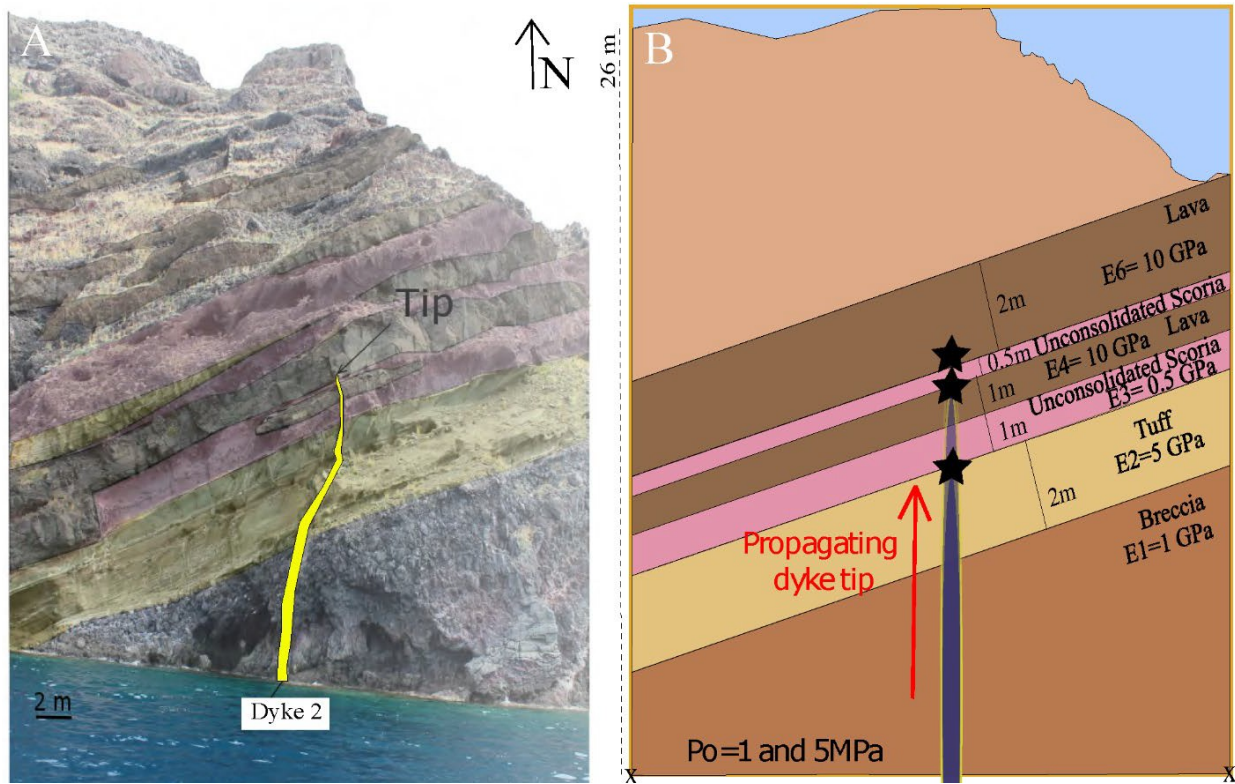 A
N
Tip
2 m
Dyke 2
26 m
B
Lava
E6= 10 GPa
2m
Unconsolidated Scoria
0.5m
Lava
E4= 10 GPa
1m
Unconsolidated Scoria
E3= 0.5 GPa
1m
Tuff
E2=5 GPa
2m
Breccia
E1=1 GPa
Propagating
dyke tip
Po=1 and 5MPa
x
x